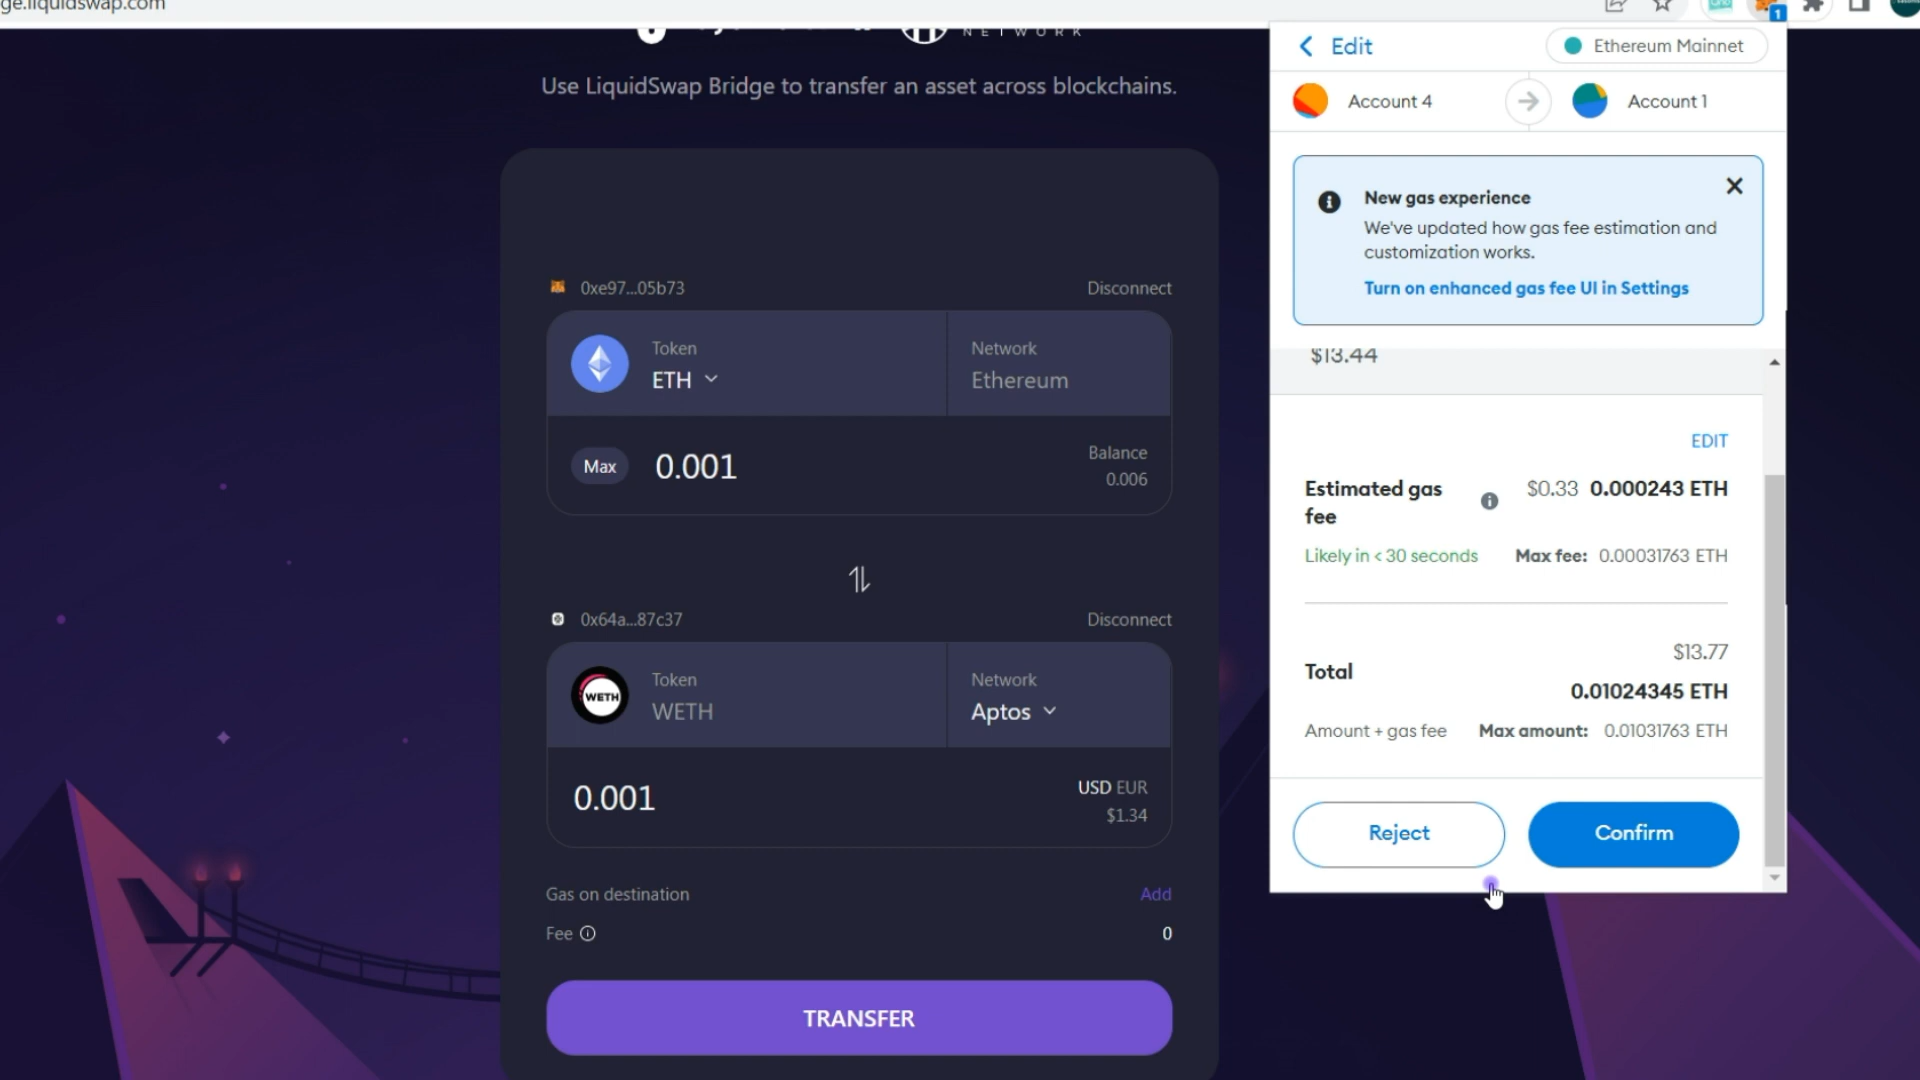 ge.liquidswap.com
NETWORK
Use LiquidSwap Bridge to transfer an asset across blockchains.
0xe97...05b73
Disconnect
Token
ETH
Network
Ethereum
Max
0.001
Balance
0.006
0x64a...87c37
Disconnect
WETH
Token
WETH
Network
Aptos
0.001
USD EUR
$1.34
Gas on destination
Add
Fee
0
TRANSFER
1
Edit
Ethereum Mainnet
Account 4
Account 1
New gas experience
We've updated how gas fee estimation and
customization works.
Turn on enhanced gas fee UI in Settings
$13.44
EDIT
Estimated gas
fee
$0.33 0.000243 ETH
Likely in < 30 seconds
Max fee: 0.00031763 ETH
Total
$13.77
0.01024345 ETH
Amount + gas fee
Max amount: 0.01031763 ETH
Reject
Confirm